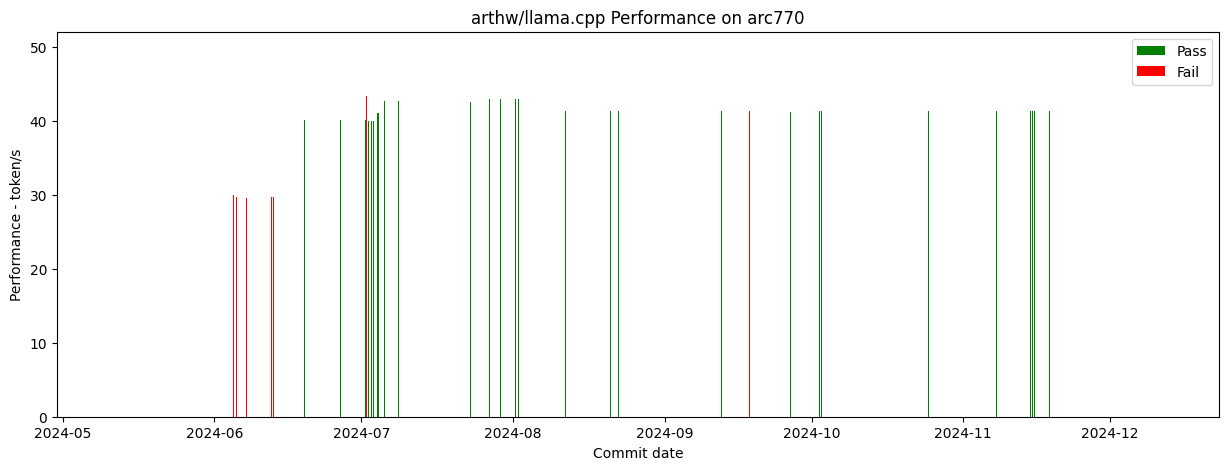 arthw/llama.cpp Performance on arc770
Performance - token/s
50
40
30
20
10
0
Pass
Fail
2024-05 2024-06 2024-07 2024-08 2024-09 2024-10 2024-11 2024-12
Commit date